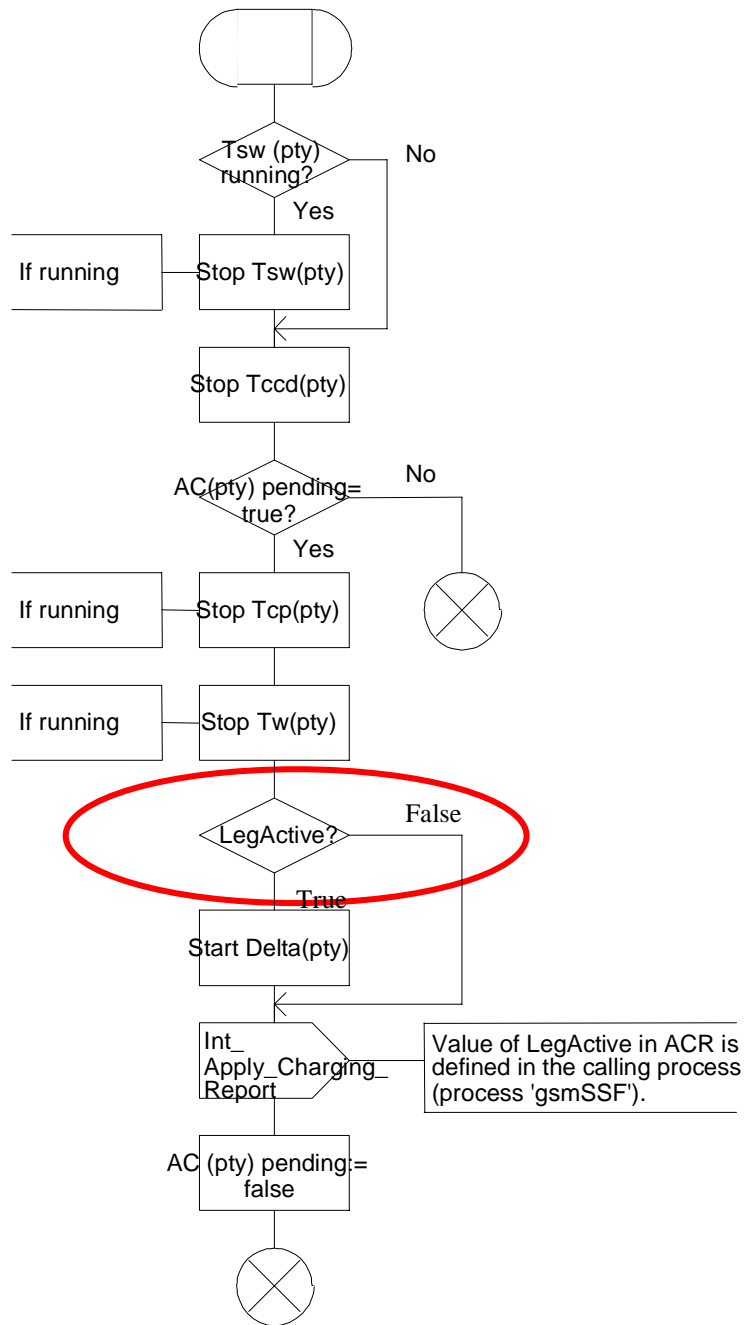 Tsw (pty)
running?
No
Yes
If running
Stop Tsw(pty)
Stop Tccd(pty)
AC(pty) pending=
true?
No
Yes
If running
Stop Tcp(pty)
If running
Stop Tw(pty)
LegActive?
False
True
Start Delta(pty)
Int_
Apply_Charging_
Report
Value of LegActive in ACR is
defined in the calling process
(process 'gsmSSF').
AC (pty) pending:=
false